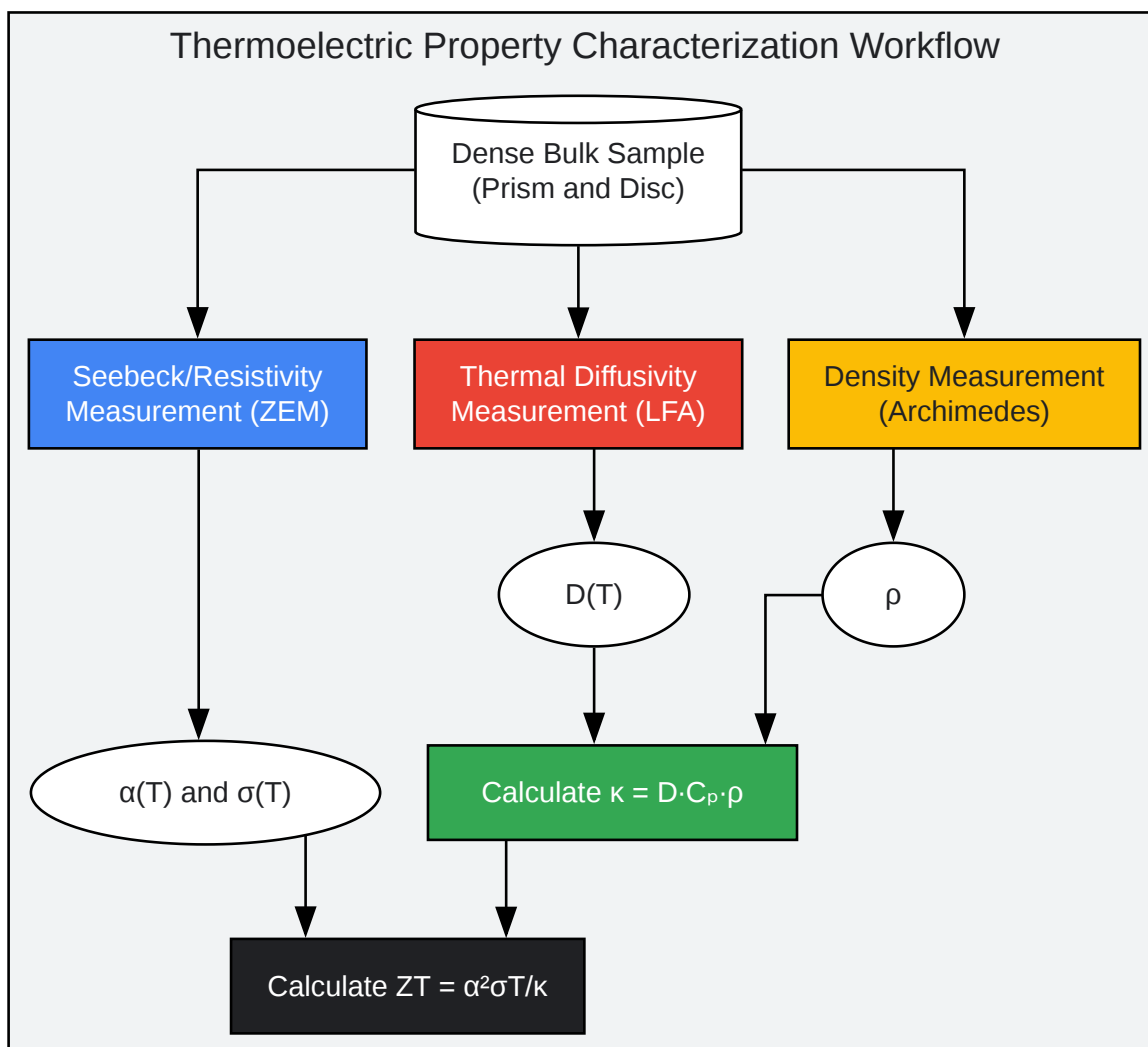 Thermoelectric Property Characterization Workflow
Dense Bulk Sample
(Prism and Disc)
Seebeck/Resistivity
Measurement (ZEM)
Thermal Diffusivity
Measurement (LFA)
Density Measurement
(Archimedes)
D(T)
ρ
α(T) and σ(T)
Calculate κ = D·Cₚ·ρ
Calculate ZT = α²σT/κ